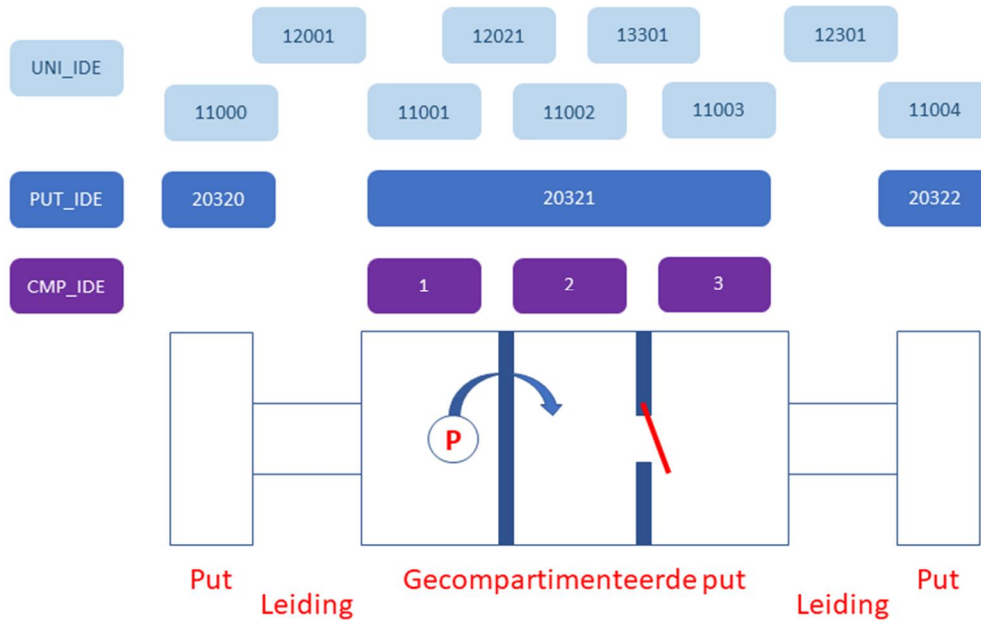 12001 12021 13301 12301
UNI_IDE
11000 11001 11002 11003 11004
PUT_IDE 20320 20321 20322
CMP_IDE 1 2 3
P
Put Gecompartimenteerde put Put
Leiding Leiding